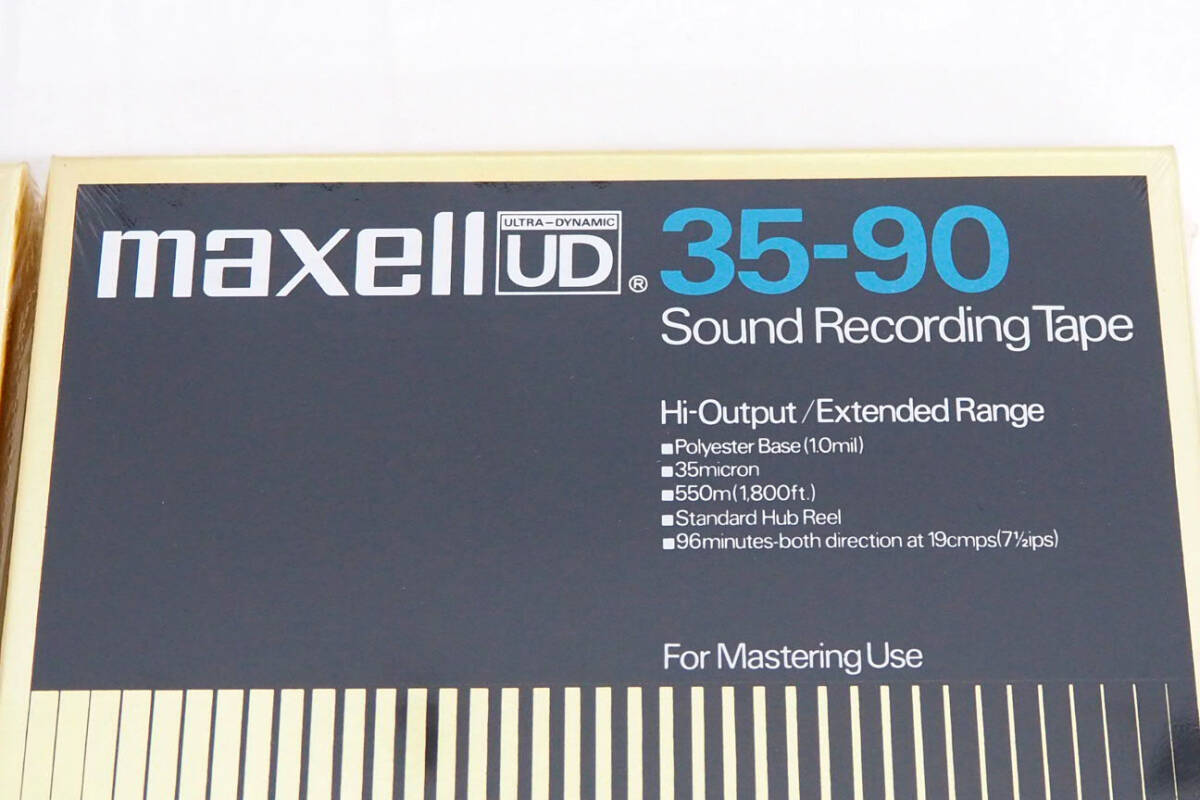 maxell ULTRA-DYNAMIC UD® 35-90
Sound Recording Tape
Hi-Output/Extended Range
■Polyester Base (1.0mil)
■35micron
■550m(1,800ft.)
■Standard Hub Reel
■96minutes-both direction at 19cmps(7½ips)
For Mastering Use